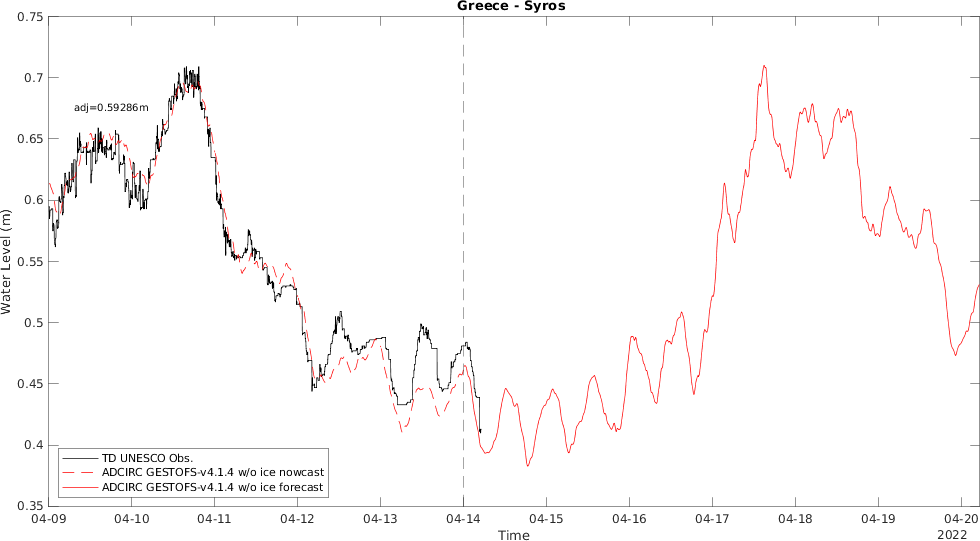 Greece - Syros
0.75
0.7
0.65
0.6
0.55
0.5
0.45
0.4
0.35
Water Level (m)
adj=0.59286m
TD UNESCO Obs.
ADCIRC GESTOFS-v4.1.4 w/o ice nowcast
ADCIRC GESTOFS-v4.1.4 w/o ice forecast
04-09 04-10 04-11 04-12 04-13 04-14 04-15 04-16 04-17 04-18 04-19 04-20
Time
2022